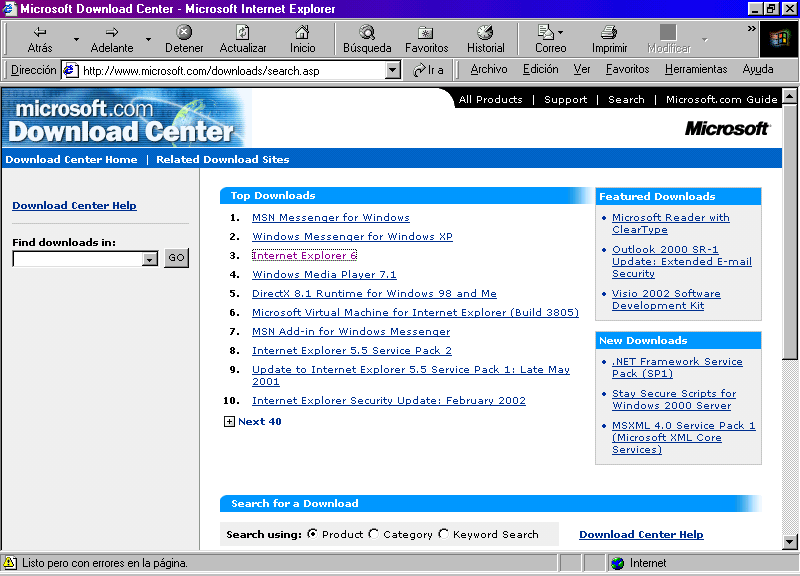 Microsoft Download Center - Microsoft Internet Explorer
Atrás Adelante Detener Actualizar Inicio Búsqueda Favoritos Historial Correo Imprimir Modificar »
Dirección http://www.microsoft.com/downloads/search.asp Ir a Archivo Edición Ver Favoritos Herramientas Ayuda
All Products | Support | Search | Microsoft.com Guide
microsoft.com
Download Center
Microsoft
Download Center Home | Related Download Sites
Download Center Help
Find downloads in:
GO
Top Downloads
1. MSN Messenger for Windows
2. Windows Messenger for Windows XP
3. Internet Explorer 6
4. Windows Media Player 7.1
5. DirectX 8.1 Runtime for Windows 98 and Me
6. Microsoft Virtual Machine for Internet Explorer (Build 3805)
7. MSN Add-in for Windows Messenger
8. Internet Explorer 5.5 Service Pack 2
9. Update to Internet Explorer 5.5 Service Pack 1: Late May
2001
10. Internet Explorer Security Update: February 2002
Next 40
Featured Downloads
• Microsoft Reader with
ClearType
• Outlook 2000 SR-1
Update: Extended E-mail
Security
• Visio 2002 Software
Development Kit
New Downloads
• .NET Framework Service
Pack (SP1)
• Stay Secure Scripts for
Windows 2000 Server
• MSXML 4.0 Service Pack 1
(Microsoft XML Core
Services)
Search for a Download
Search using: Product Category Keyword Search
Download Center Help
Listo pero con errores en la página. Internet